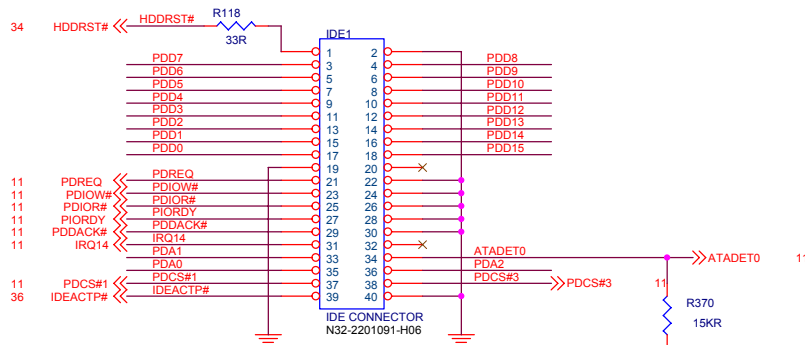 R118
34 HDDRST# HDDRST# 33R
IDE1
1 2
PDD7 3 4 PDD8
PDD6 5 6 PDD9
PDD5 7 8 PDD10
PDD4 9 10 PDD11
PDD3 11 12 PDD12
PDD2 13 14 PDD13
PDD1 15 16 PDD14
PDD0 17 18 PDD15
19 20
11 PDREQ PDREQ 21 22
11 PDIOW# PDIOW# 23 24
11 PDIOR# PDIOR# 25 26
11 PIORDY PIORDY 27 28
11 PDDACK# PDDACK# 29 30
11 IRQ14 IRQ14 31 32
PDA1 33 34 ATADET0 ATADET0 11
PDA0 35 36 PDA2
11 PDCS#1 PDCS#1 37 38 PDCS#3 PDCS#3 11
36 IDEACTP# IDEACTP# 39 40
R370
15KR
IDE CONNECTOR
N32-2201091-H06